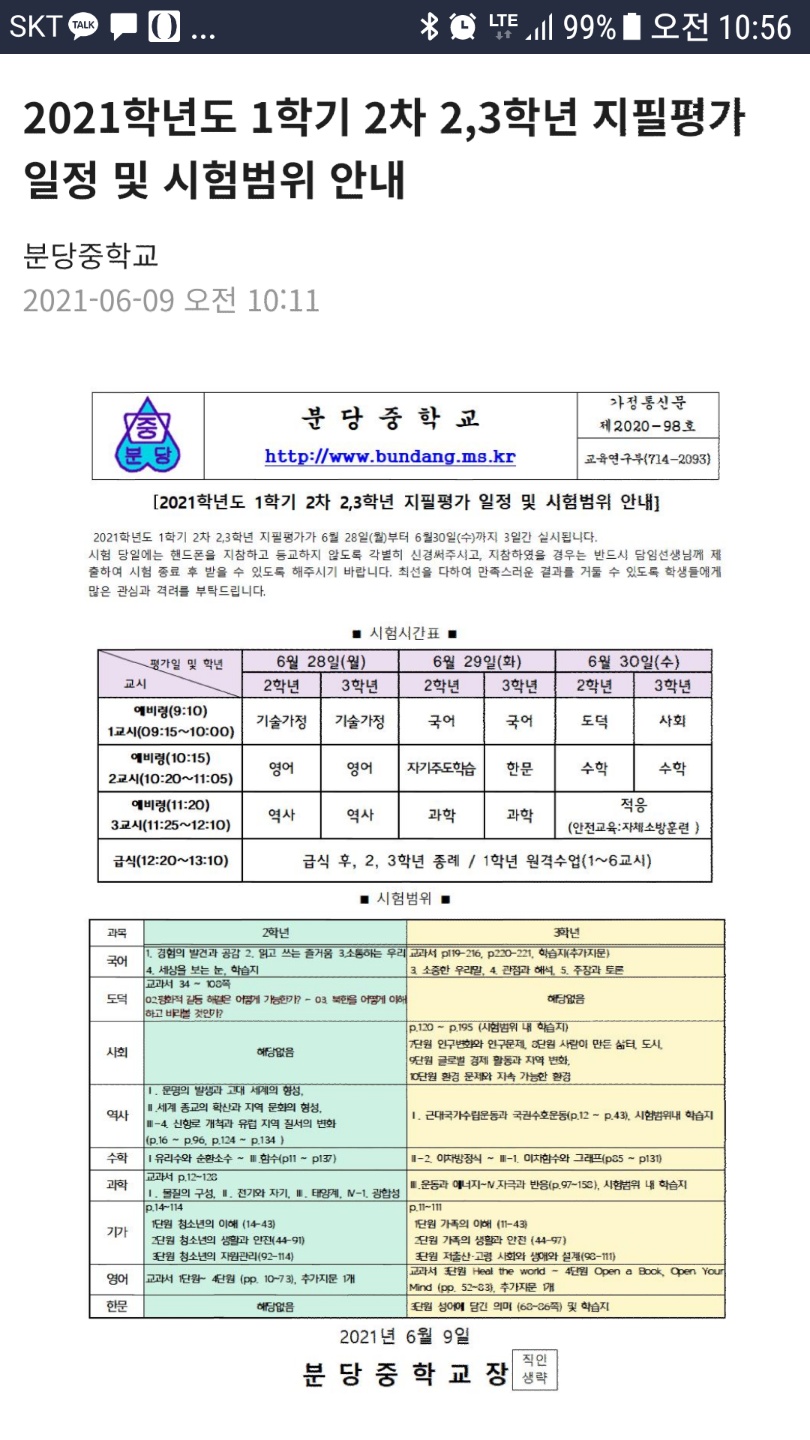 SKT TALK ... LTE 99% 오전 10:56
2021학년도 1학기 2차 2,3학년 지필평가
일정 및 시험범위 안내
분당중학교
2021-06-09 오전 10:11
중
분 당
분 당 중 학 교
http://www.bundang.ms.kr
가정통신문
제2020-98호
교육연구부(714-2093)
[2021학년도 1학기 2차 2,3학년 지필평가 일정 및 시험범위 안내]
2021학년도 1학기 2차 2,3학년 지필평가가 6월 28일(월)부터 6월30일(수)까지 3일간 실시됩니다.
시험 당일에는 핸드폰을 지참하고 등교하지 않도록 각별히 신경써주시고, 지참하였을 경우는 반드시 담임선생님께 제
출하여 시험 종료 후 받을 수 있도록 해주시기 바랍니다. 최선을 다하여 만족스러운 결과를 거둘 수 있도록 학생들에게
많은 관심과 격려를 부탁드립니다.
■ 시험시간표 ■
평가일 및 학년 6월 28일(월) 6월 29일(화) 6월 30일(수)
교시 2학년 3학년 2학년 3학년 2학년 3학년
예비령(9:10)
1교시(09:15~10:00) 기술가정 기술가정 국어 국어 도덕 사회
예비령(10:15)
2교시(10:20~11:05) 영어 영어 자기주도학습 한문 수학 수학
예비령(11:20)
3교시(11:25~12:10) 역사 역사 과학 과학 적응
(안전교육:자체소방훈련 )
급식(12:20~13:10) 급식 후, 2, 3학년 종례 / 1학년 원격수업(1~6교시)
■ 시험범위 ■
과목 2학년 3학년
국어 1. 경험의 발견과 공감 2. 읽고 쓰는 즐거움 3.소통하는 우리 교과서 p119-216, p220-221, 학습지(추가지문)
4. 세상을 보는 눈, 학습지 3. 소중한 우리말, 4. 관점과 해석, 5. 주장과 토론
도덕 교과서 34 ~ 108쪽 해당없음
02.평화적 갈등 해결은 어떻게 가능한가? - 03. 북한을 어떻게 이해
하고 바라볼 것인가?
사회 해당없음 p.120 ~ p.195 (시험범위 내 학습지)
7단원 인구변화와 인구문제, 8단원 사람이 만든 삶터, 도시,
9단원 글로벌 경제 활동과 지역 변화,
10단원 환경 문제와 지속 가능한 환경
역사 Ⅰ. 문명의 발생과 고대 세계의 형성, Ⅰ. 근대국가수립운동과 국권수호운동(p.12 ~ p.43), 시험범위내 학습지
Ⅱ.세계 종교의 확산과 지역 문화의 형성,
Ⅲ-4. 신항로 개척과 유럽 지역 질서의 변화
(p.16 ~ p.96, p.124 ~ p.134 )
수학 Ⅰ유리수와 순환소수 ~ Ⅲ.함수(p11 ~ p137) Ⅱ-2. 이차방정식 ~ Ⅲ-1. 이차함수와 그래프(p85 ~ p131)
과학 교과서 p.12~128 Ⅲ.운동과 에너지~Ⅳ.자극과 반응(p.97~158), 시험범위 내 학습지
Ⅰ. 물질의 구성, Ⅱ. 전기와 자기, Ⅲ. 태양계, Ⅳ-1. 광합성
기가 p.14~114 p.11~111
1단원 청소년의 이해 (14-43) 1단원 가족의 이해 (11-43)
2단원 청소년의 생활과 안전(44-91) 2단원 가족의 생활과 안전 (44-97)
3단원 청소년의 자원관리(92-114) 3단원 저출산·고령 사회와 생애와 설계(98-111)
영어 교과서 1단원~ 4단원 (pp. 10~73), 추가지문 1개 교과서 3단원 Heal the world ~ 4단원 Open a Book, Open Your
Mind (pp. 52~83), 추가지문 1개
한문 해당없음 3단원 성어에 담긴 의미 (68-86쪽) 및 학습지
2021년 6월 9일
분 당 중 학 교 장 직인
생략